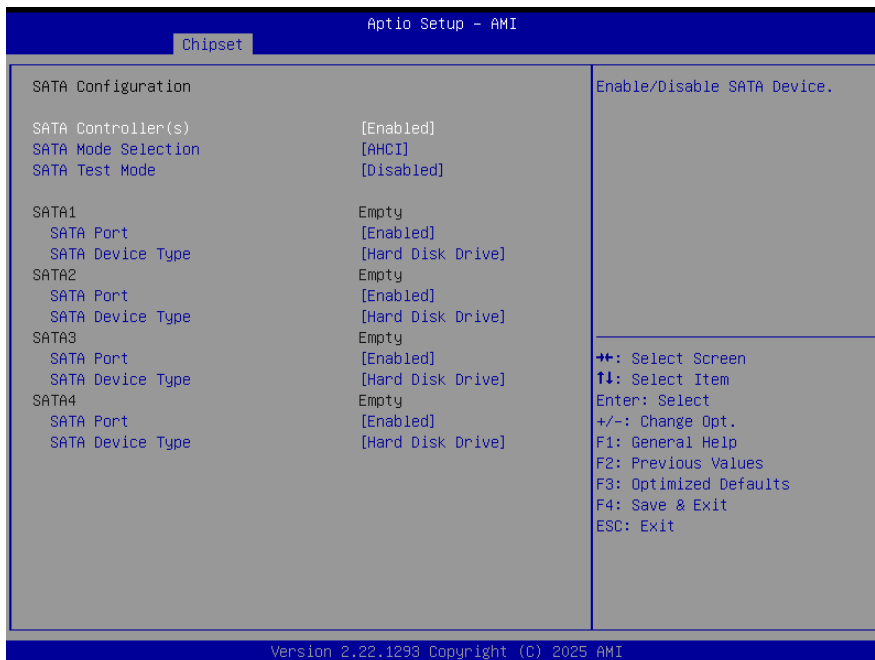 Aptio Setup – AMI
Chipset
SATA Configuration
SATA Controller(s) [Enabled]
SATA Mode Selection [AHCI]
SATA Test Mode [Disabled]
SATA1 Empty
SATA Port [Enabled]
SATA Device Type [Hard Disk Drive]
SATA2 Empty
SATA Port [Enabled]
SATA Device Type [Hard Disk Drive]
SATA3 Empty
SATA Port [Enabled]
SATA Device Type [Hard Disk Drive]
SATA4 Empty
SATA Port [Enabled]
SATA Device Type [Hard Disk Drive]
Enable/Disable SATA Device.
→←: Select Screen
↑↓: Select Item
Enter: Select
+/-: Change Opt.
F1: General Help
F2: Previous Values
F3: Optimized Defaults
F4: Save & Exit
ESC: Exit
Version 2.22.1293 Copyright (C) 2025 AMI